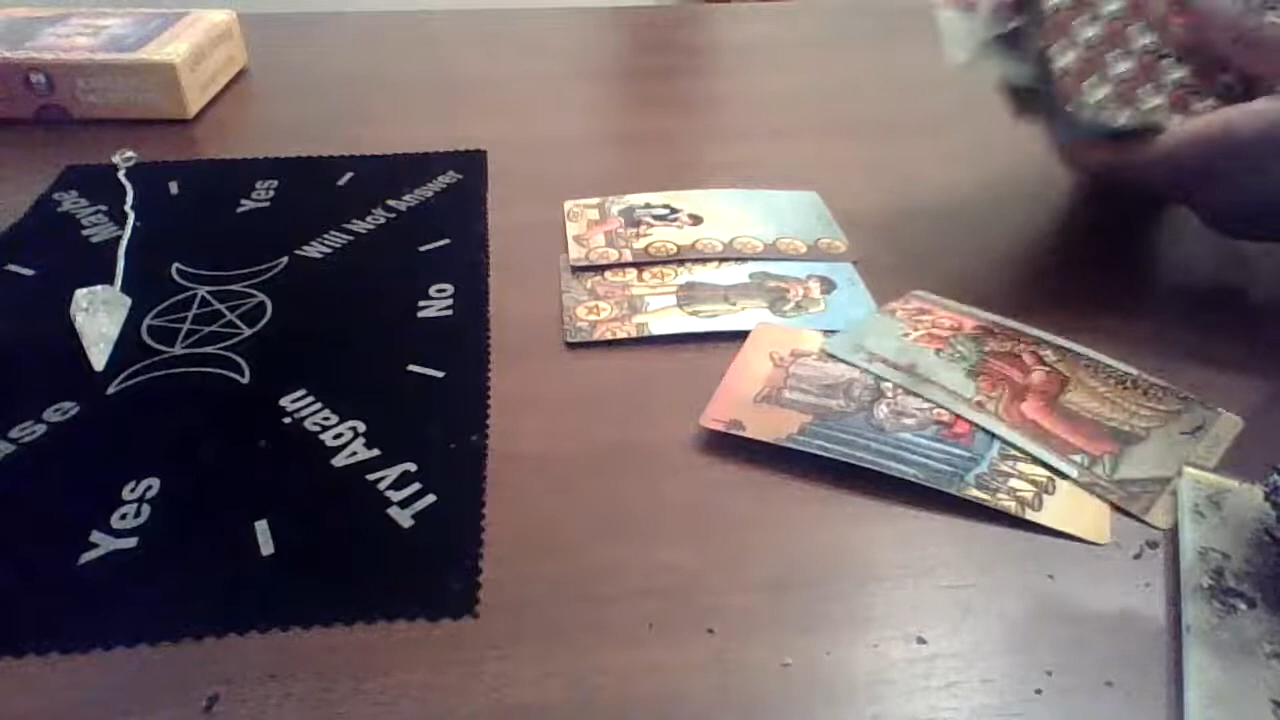 Maybe
Yes
Will Not Answer
No
Try Again
Yes
ase